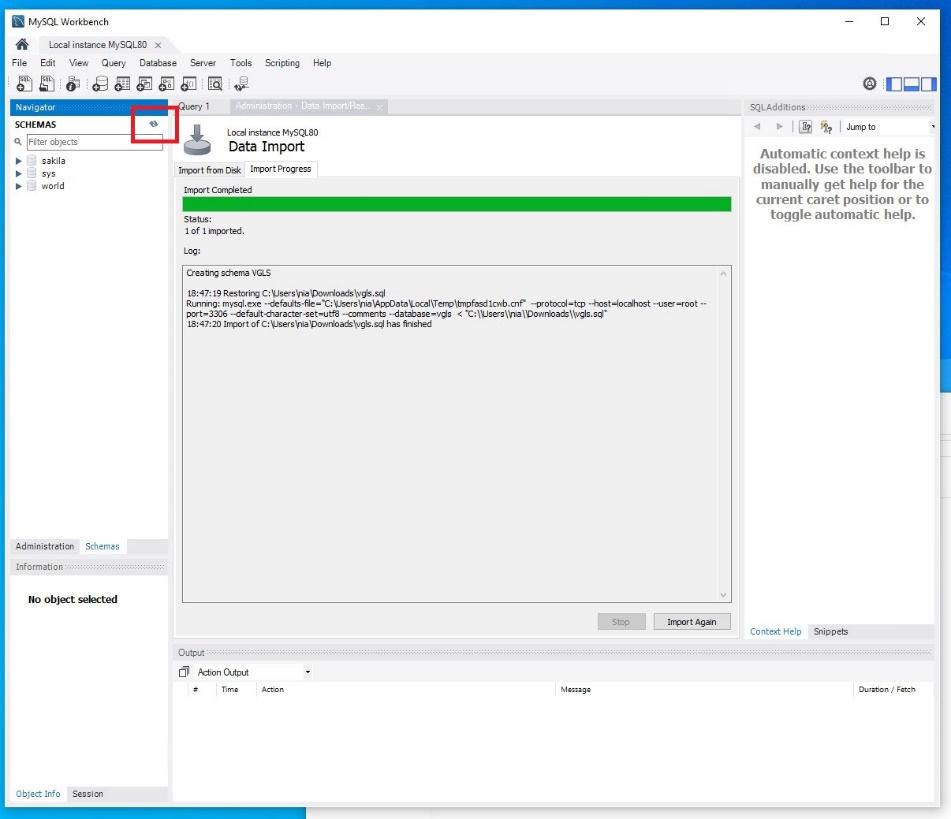 MySQL Workbench
Local instance MySQL80
File Edit View Query Database Server Tools Scripting Help
Navigator
SCHEMAS
Filter objects
sakila
sys
world
Administration Schemas
Information
No object selected
Object Info Session
Query 1
Administration - Data Import/Res...
Local instance MySQL80
Data Import
Import from Disk Import Progress
Import Completed
Status:
1 of 1 imported.
Log:
Creating schema VGLS
18:47:19 Restoring C:\Users\nia\Downloads\vgls.sql
Running: mysql.exe --defaults-file="C:\Users\nia\AppData\Local\Temp\tmpfasd1cwb.cnf" --protocol=tcp --host=localhost --user=root --
port=3306 --default-character-set=utf8 --comments --database=vgls < "C:\\Users\\nia\\Downloads\\vgls.sql"
18:47:20 Import of C:\Users\nia\Downloads\vgls.sql has finished
Stop Import Again
SQLAdditions
Jump to
Automatic context help is
disabled. Use the toolbar to
manually get help for the
current caret position or to
toggle automatic help.
Context Help Snippets
Output
Action Output
# Time Action Message Duration / Fetch